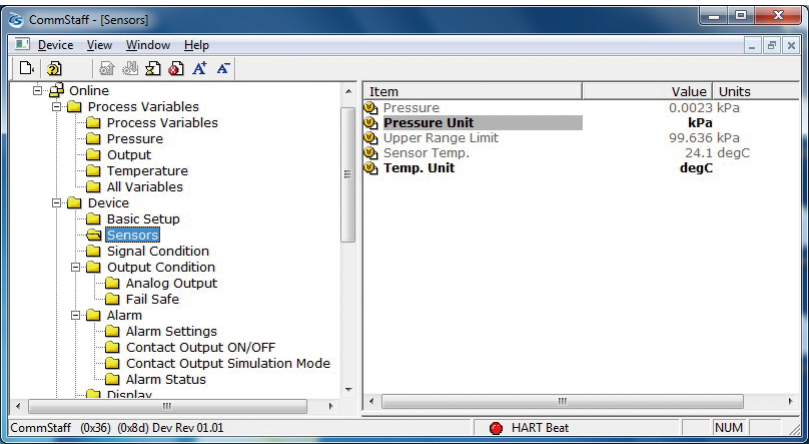 CommStaff - [Sensors]
Device View Window Help
Online
Process Variables
Process Variables
Pressure
Output
Temperature
All Variables
Device
Basic Setup
Sensors
Signal Condition
Output Condition
Analog Output
Fail Safe
Alarm
Alarm Settings
Contact Output ON/OFF
Contact Output Simulation Mode
Alarm Status
Display
Item Value Units
Pressure 0.0023 kPa
Pressure Unit kPa
Upper Range Limit 99.636 kPa
Sensor Temp. 24.1 degC
Temp. Unit degC
CommStaff (0x36) (0x8d) Dev Rev 01.01 HART Beat NUM